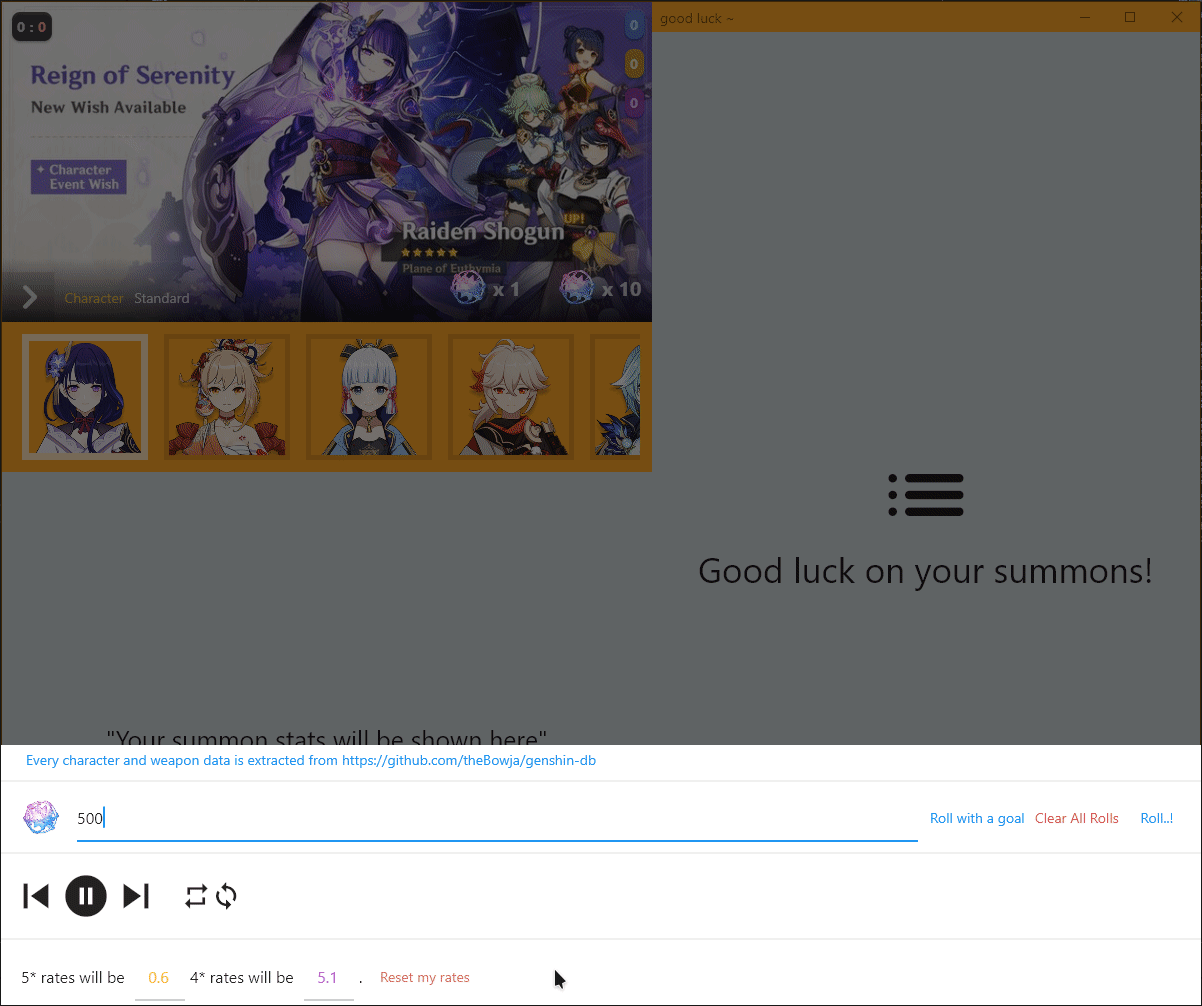 0 : 0
good luck ~
0
Reign of Serenity
New Wish Available
0
0
✦ Character
Event Wish
UP!
Raiden Shogun
Plane of Euthymia
x 1
x 10
Character Standard
Good luck on your summons!
"Your summon stats will be shown here"
Every character and weapon data is extracted from https://github.com/theBowja/genshin-db
500
Roll with a goal Clear All Rolls Roll..!
5* rates will be 0.6 4* rates will be 5.1 . Reset my rates